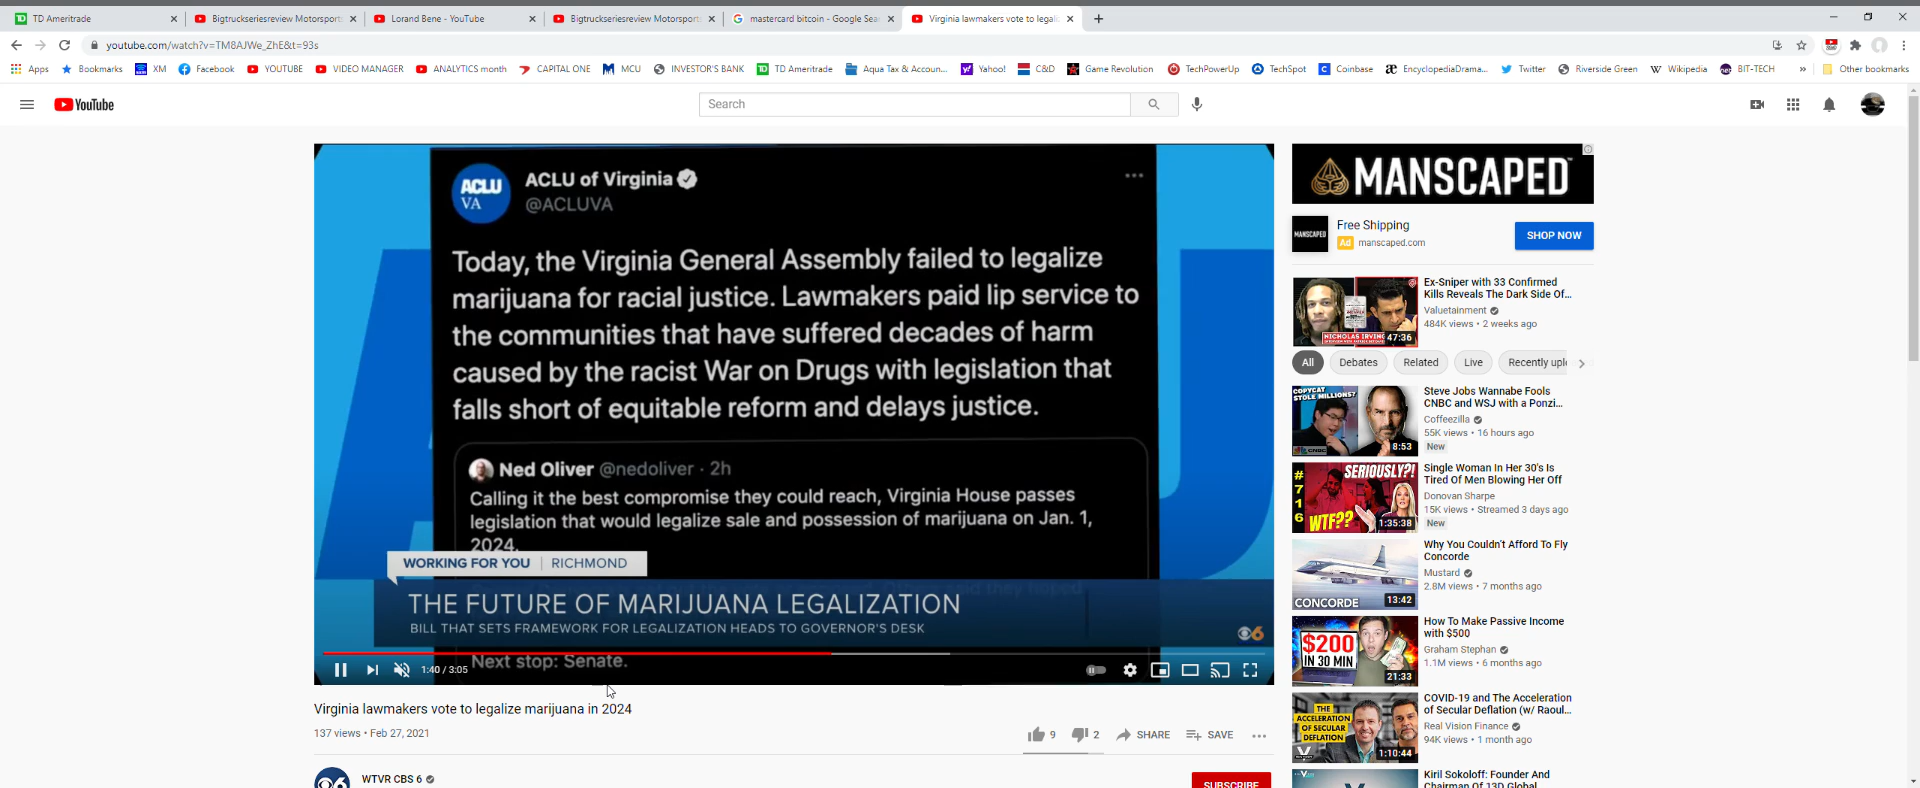 TD Ameritrade
Bigtruckseriesreview Motorsport
Lorand Bene - YouTube
Bigtruckseriesreview Motorsport
mastercard bitcoin - Google Sea
Virginia lawmakers vote to legali
youtube.com/watch?v=TM8AJWe_ZhE&t=93s
Apps Bookmarks XM Facebook YOUTUBE VIDEO MANAGER ANALYTICS month CAPITAL ONE MCU INVESTOR'S BANK TD Ameritrade Aqua Tax & Accoun... Yahoo! C&D Game Revolution TechPowerUp TechSpot Coinbase EncyclopediaDrama... Twitter Riverside Green Wikipedia BIT-TECH » Other bookmarks
YouTube
Search
ACLU VA
ACLU of Virginia
@ACLUVA
Today, the Virginia General Assembly failed to legalize
marijuana for racial justice. Lawmakers paid lip service to
the communities that have suffered decades of harm
caused by the racist War on Drugs with legislation that
falls short of equitable reform and delays justice.
Ned Oliver @nedoliver · 2h
Calling it the best compromise they could reach, Virginia House passes
legislation that would legalize sale and possession of marijuana on Jan. 1,
2024.
WORKING FOR YOU | RICHMOND
THE FUTURE OF MARIJUANA LEGALIZATION
BILL THAT SETS FRAMEWORK FOR LEGALIZATION HEADS TO GOVERNOR'S DESK
6
Next stop: Senate.
1:40 / 3:05
Virginia lawmakers vote to legalize marijuana in 2024
137 views • Feb 27, 2021
9 2 SHARE SAVE
WTVR CBS 6
SUBSCRIBE
MANSCAPED
MANSCAPED
Free Shipping
Ad manscaped.com
SHOP NOW
NICHOLAS IRVING
47:36
Ex-Sniper with 33 Confirmed
Kills Reveals The Dark Side Of...
Valuetainment
484K views • 2 weeks ago
All Debates Related Live Recently uplo
COPYCAT
STOLE MILLIONS?
CNBC
8:53
Steve Jobs Wannabe Fools
CNBC and WSJ with a Ponzi...
Coffeezilla
55K views • 16 hours ago
New
#716
SERIOUSLY?!
WTF??
1:35:38
Single Woman In Her 30's Is
Tired Of Men Blowing Her Off
Donovan Sharpe
15K views • Streamed 3 days ago
New
CONCORDE
13:42
Why You Couldn't Afford To Fly
Concorde
Mustard
2.8M views • 7 months ago
$200
IN 30 MIN
21:33
How To Make Passive Income
with $500
Graham Stephan
1.1M views • 6 months ago
THE
ACCELERATION
OF SECULAR
DEFLATION
1:10:44
COVID-19 and The Acceleration
of Secular Deflation (w/ Raoul...
Real Vision Finance
94K views • 1 month ago
Kiril Sokoloff: Founder And
Chairman Of 13D Global